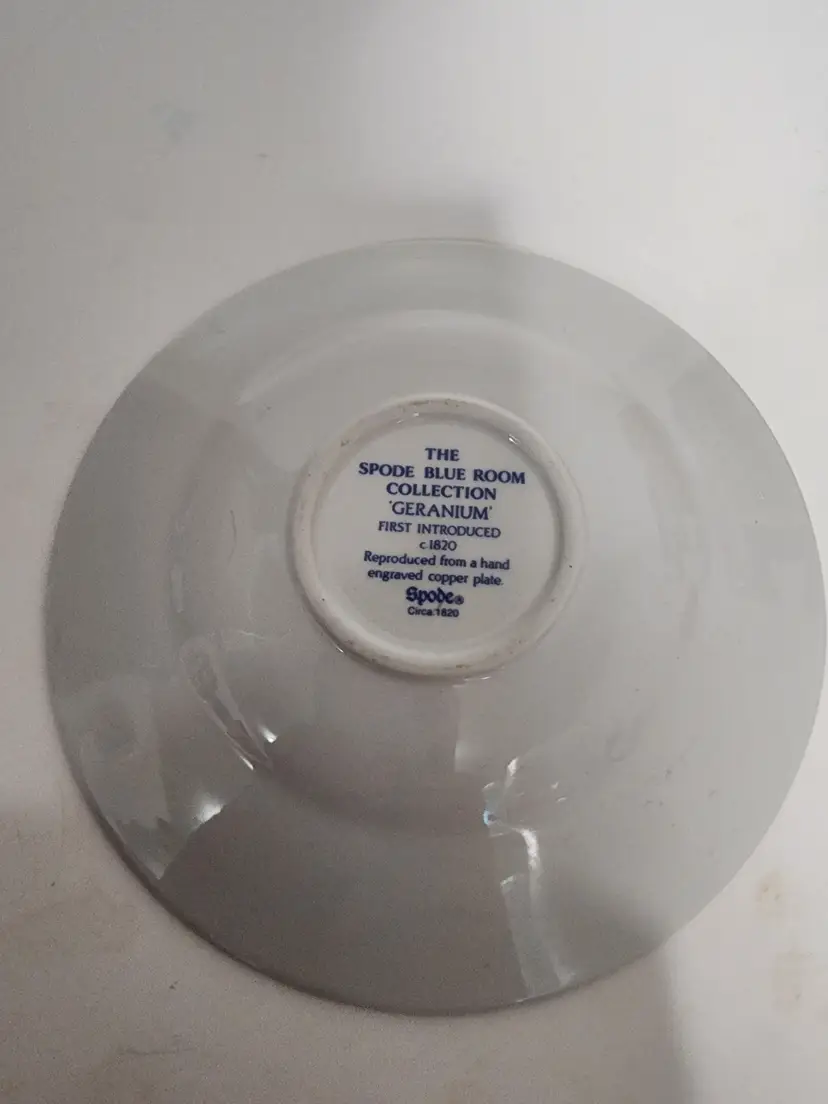 THE
SPODE BLUE ROOM
COLLECTION
'GERANIUM'
FIRST INTRODUCED
c 1820
Reproduced from a hand
engraved copper plate.
Spode®
Circa 1820